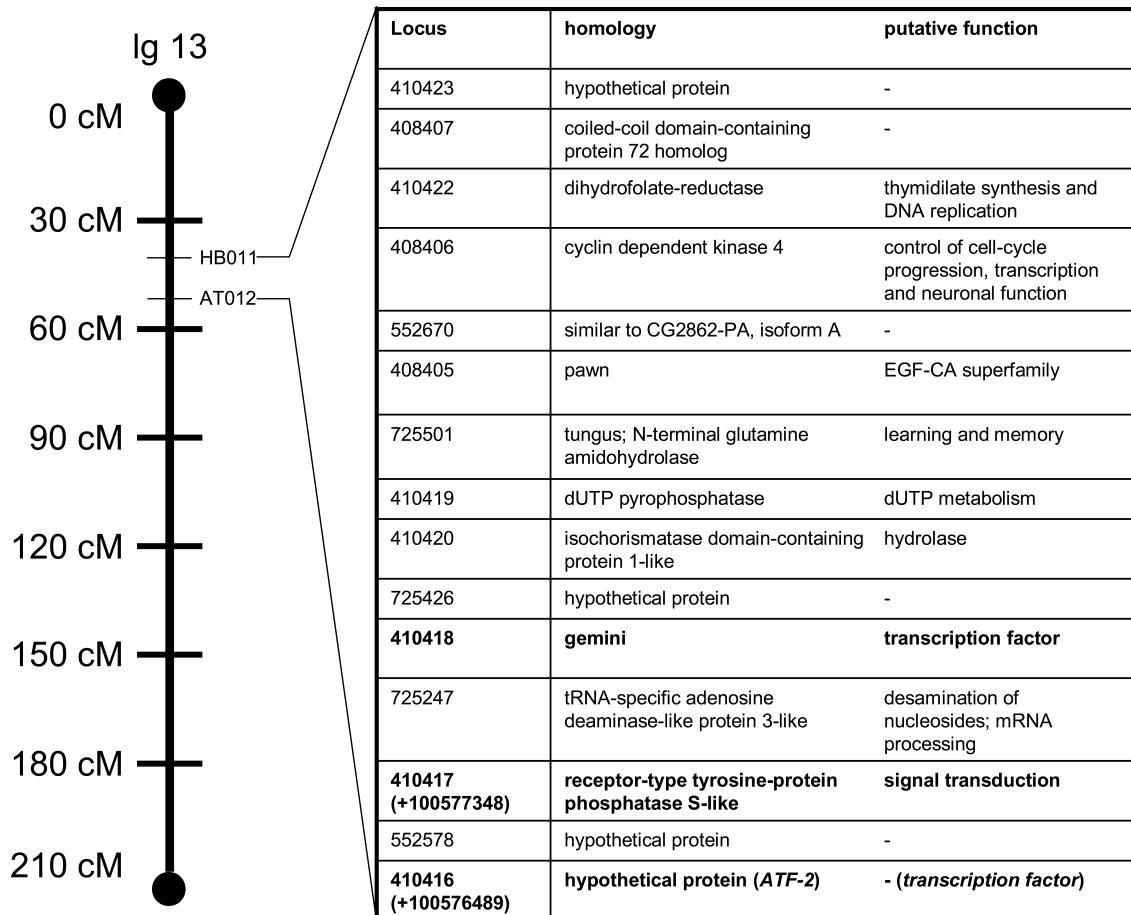 lg 13
0 cM
30 cM
HB011
AT012
60 cM
90 cM
120 cM
150 cM
180 cM
210 cM
Locus homology putative function
410423 hypothetical protein -
408407 coiled-coil domain-containing -
protein 72 homolog
410422 dihydrofolate-reductase thymidilate synthesis and
DNA replication
408406 cyclin dependent kinase 4 control of cell-cycle
progression, transcription
and neuronal function
552670 similar to CG2862-PA, isoform A -
408405 pawn EGF-CA superfamily
725501 tungus; N-terminal glutamine learning and memory
amidohydrolase
410419 dUTP pyrophosphatase dUTP metabolism
410420 isochorismatase domain-containing hydrolase
protein 1-like
725426 hypothetical protein -
410418 gemini transcription factor
725247 tRNA-specific adenosine desamination of
deaminase-like protein 3-like nucleosides; mRNA
processing
410417 receptor-type tyrosine-protein signal transduction
(+100577348) phosphatase S-like
552578 hypothetical protein -
410416 hypothetical protein (ATF-2) - (transcription factor)
(+100576489)